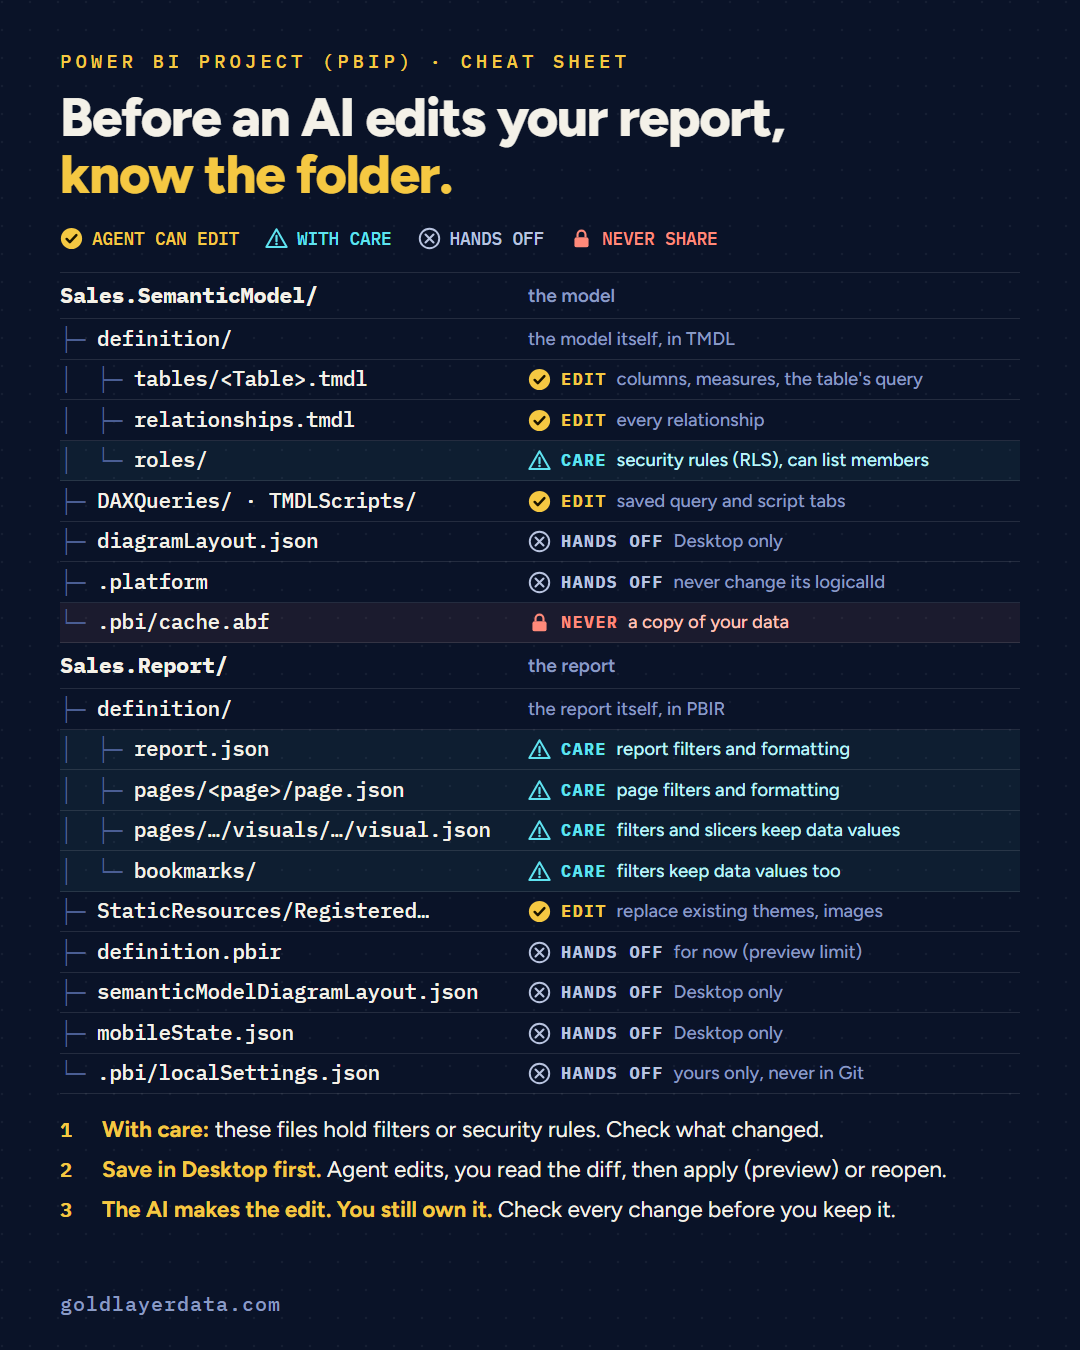 POWER BI PROJECT (PBIP) · CHEAT SHEET
Before an AI edits your report,
know the folder.
AGENT CAN EDIT WITH CARE HANDS OFF NEVER SHARE
Sales.SemanticModel/ the model
definition/ the model itself, in TMDL
tables/<Table>.tmdl EDIT columns, measures, the table's query
relationships.tmdl EDIT every relationship
roles/ CARE security rules (RLS), can list members
DAXQueries/ · TMDLScripts/ EDIT saved query and script tabs
diagramLayout.json HANDS OFF Desktop only
.platform HANDS OFF never change its logicalId
.pbi/cache.abf NEVER a copy of your data
Sales.Report/ the report
definition/ the report itself, in PBIR
report.json CARE report filters and formatting
pages/<page>/page.json CARE page filters and formatting
pages/…/visuals/…/visual.json CARE filters and slicers keep data values
bookmarks/ CARE filters keep data values too
StaticResources/Registered… EDIT replace existing themes, images
definition.pbir HANDS OFF for now (preview limit)
semanticModelDiagramLayout.json HANDS OFF Desktop only
mobileState.json HANDS OFF Desktop only
.pbi/localSettings.json HANDS OFF yours only, never in Git
1 With care: these files hold filters or security rules. Check what changed.
2 Save in Desktop first. Agent edits, you read the diff, then apply (preview) or reopen.
3 The AI makes the edit. You still own it. Check every change before you keep it.
goldlayerdata.com